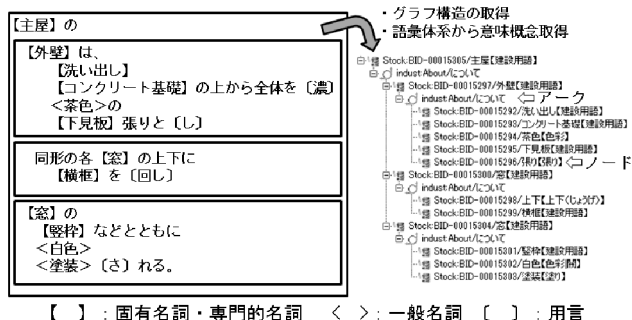 【主屋】の
【外壁】は、
【洗い出し】
【コンクリート基礎】の上から全体を〔濃〕
<茶色>の
【下見板】張りと〔し〕
同形の各【窓】の上下に
【横框】を〔回し〕
【窓】の
【竪枠】などとともに
<白色>
<塗装>〔さ〕れる。
・グラフ構造の取得
・語彙体系から意味概念取得
Stock:BID-00015305/主屋【建設用語】
indust:About/について
Stock:BID-00015297/外壁【建設用語】
indust:About/について ⇦アーク
Stock:BID-00015292/洗い出し【建設用語】
Stock:BID-00015293/コンクリート基礎【建設用語】
Stock:BID-00015294/茶色【色彩】
Stock:BID-00015295/下見板【建設用語】
Stock:BID-00015296/張り【張り】⇦ノード
Stock:BID-00015300/窓【建設用語】
indust:About/について
Stock:BID-00015298/上下【上下(じょうげ)】
Stock:BID-00015299/横框【建設用語】
Stock:BID-00015304/窓【建設用語】
indust:About/について
Stock:BID-00015301/竪枠【建設用語】
Stock:BID-00015302/白色【色彩関】
Stock:BID-00015303/塗装【塗り】
【 】:固有名詞・専門的名詞 < >:一般名詞 〔 〕:用言